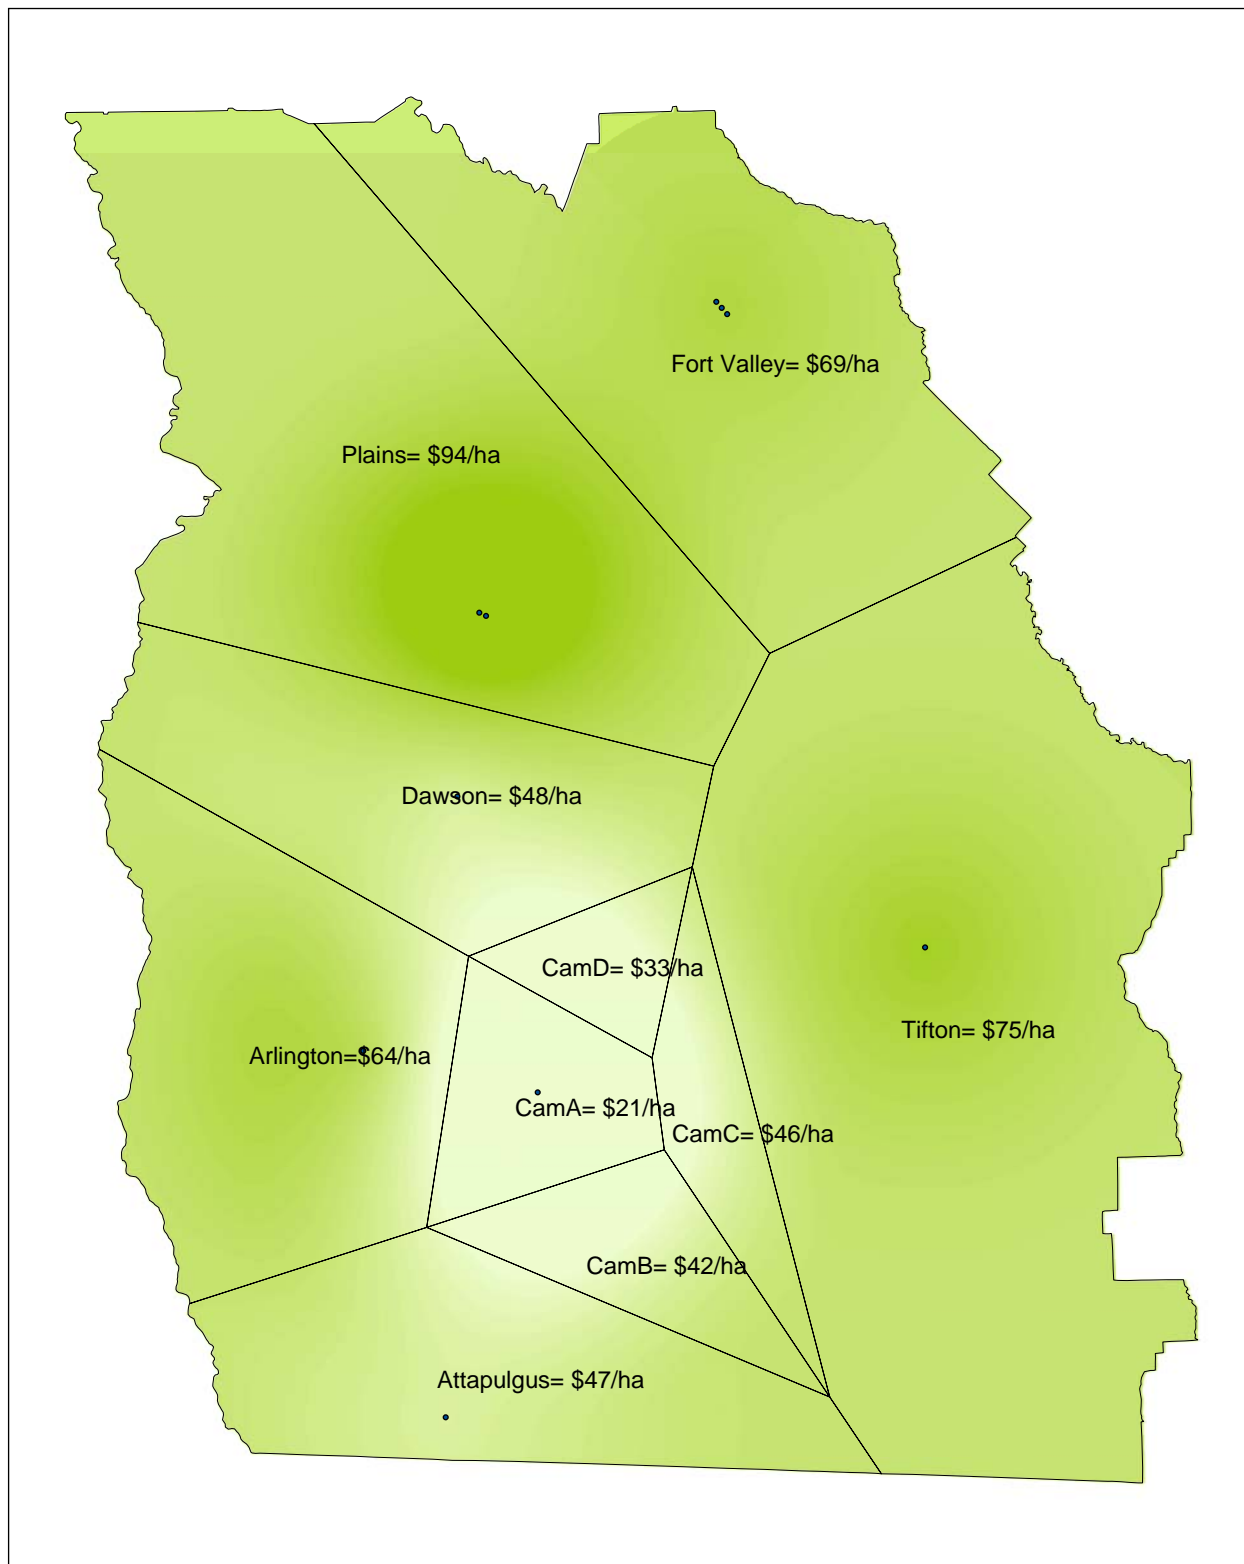 Fort Valley= $69/ha
Plains= $94/ha
Dawson= $48/ha
CamD= $33/ha
Tifton= $75/ha
Arlington=$64/ha
CamA= $21/ha
CamC= $46/ha
CamB= $42/ha
Attapulgus= $47/ha